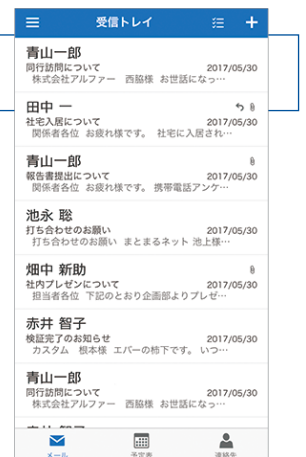 受信トレイ
青山一郎
同行訪問について 2017/05/30
株式会社アルファー 西脇様 お世話になっ…
田中 一
社宅入居について 2017/05/30
関係者各位 お疲れ様です。 社宅に入居され…
青山一郎
報告書提出について 2017/05/30
関係者各位 お疲れ様です。 携帯電話アンケ…
池永 聡
打ち合わせのお願い 2017/05/30
打ち合わせのお願い まとまるネット 池上様…
畑中 新助
社内プレゼンについて 2017/05/30
担当者各位 下記のとおり企画部よりプレゼ…
赤井 智子
検証完了のお知らせ 2017/05/30
カスタム 根本様 エバーの柿下です。 いつ…
青山一郎
同行訪問について 2017/05/30
株式会社アルファー 西脇様 お世話になっ…
メール 予定表 連絡先